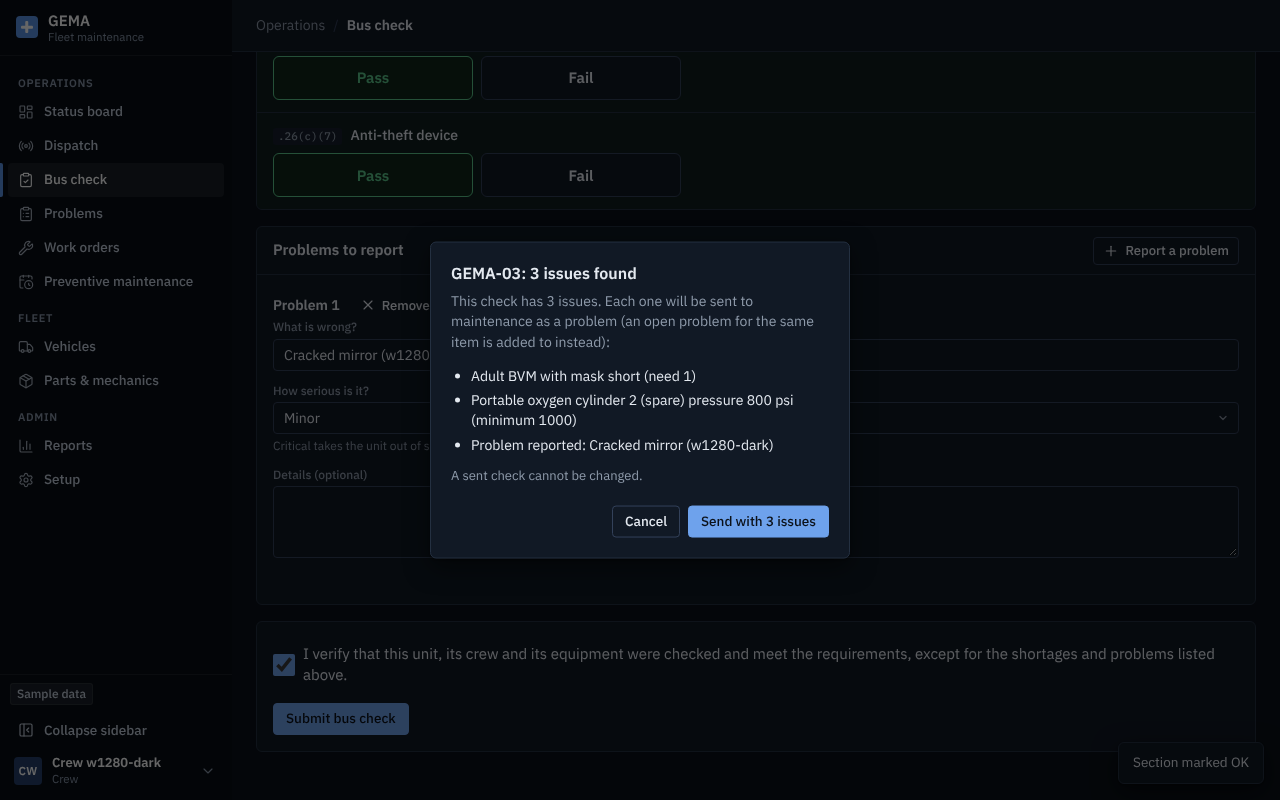 GEMA
Fleet maintenance
OPERATIONS
Status board
Dispatch
Bus check
Problems
Work orders
Preventive maintenance
FLEET
Vehicles
Parts & mechanics
ADMIN
Reports
Setup
Sample data
Collapse sidebar
CW
Crew w1280-dark
Crew
Operations / Bus check
Pass
Fail
.26(c)(7) Anti-theft device
Pass
Fail
Problems to report
Report a problem
Problem 1
Remove
What is wrong?
Cracked mirror (w1280
How serious is it?
Minor
Critical takes the unit out of s
Details (optional)
GEMA-03: 3 issues found
This check has 3 issues. Each one will be sent to
maintenance as a problem (an open problem for the same
item is added to instead):
• Adult BVM with mask short (need 1)
• Portable oxygen cylinder 2 (spare) pressure 800 psi
(minimum 1000)
• Problem reported: Cracked mirror (w1280-dark)
A sent check cannot be changed.
Cancel
Send with 3 issues
I verify that this unit, its crew and its equipment were checked and meet the requirements, except for the shortages and problems listed
above.
Submit bus check
Section marked OK